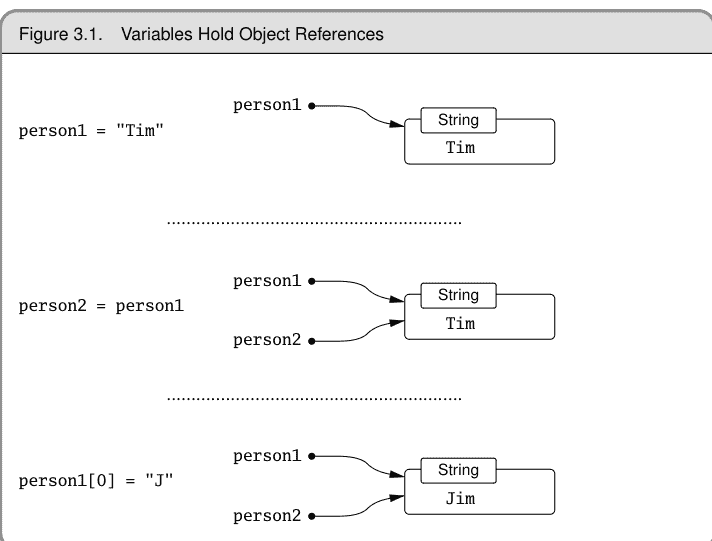 Figure 3.1. Variables Hold Object References
person1
String
person1 = "Tim"
Tim
person1
String
person2 = person1
Tim
person2
person1
String
person1[0] = "J"
Jim
person2